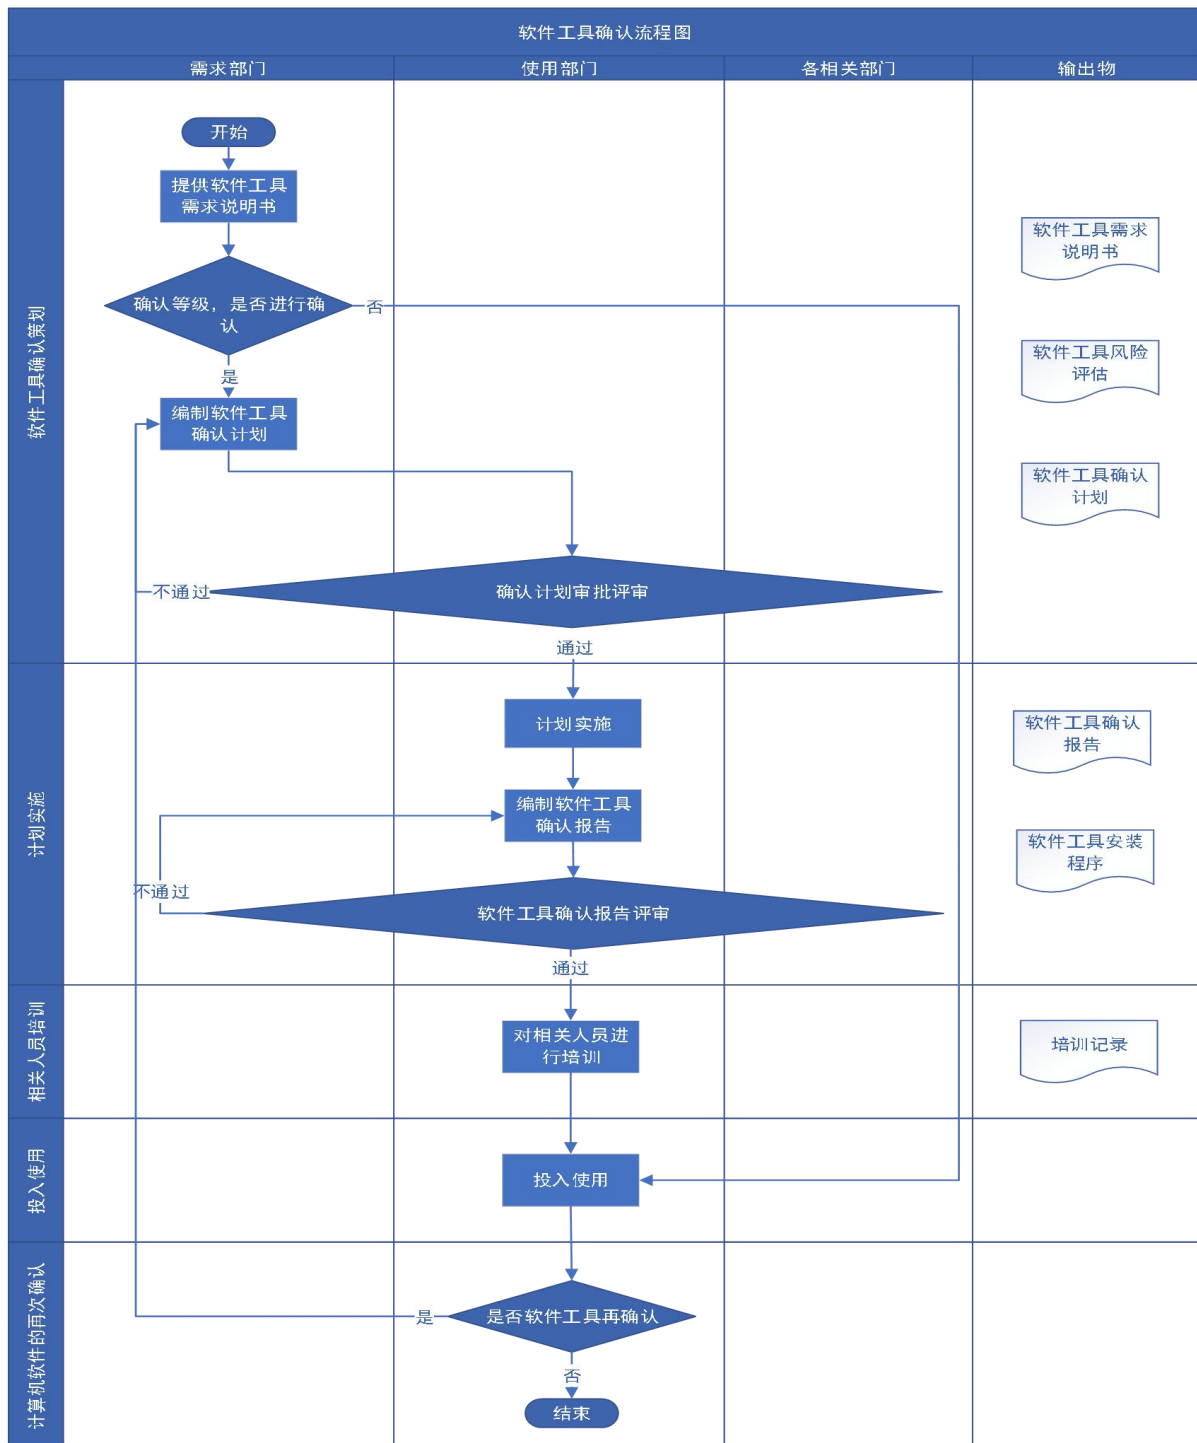 软件工具确认流程图
需求部门
使用部门
各相关部门
输出物
软件工具确认策划
开始
提供软件工具
需求说明书
确认等级，是否进行确
认
否
是
编制软件工具
确认计划
不通过
确认计划审批评审
通过
软件工具需求
说明书
软件工具风险
评估
软件工具确认
计划
计划实施
计划实施
编制软件工具
确认报告
不通过
软件工具确认报告评审
通过
软件工具确认
报告
软件工具安装
程序
相关人员培训
对相关人员进
行培训
培训记录
投入使用
投入使用
计算机软件的再次确认
是
是否软件工具再确认
否
结束